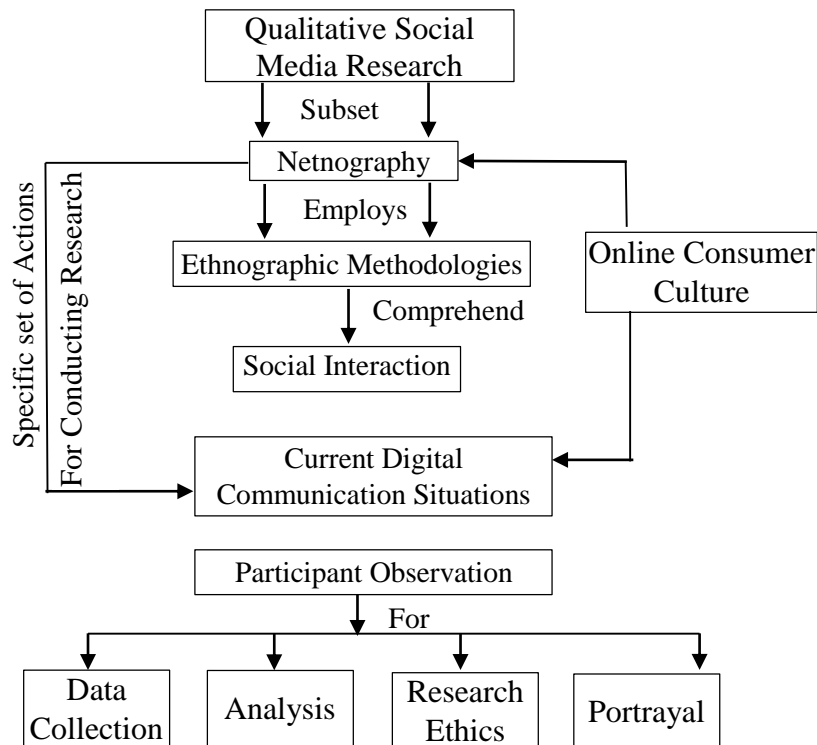 Qualitative Social
Media Research
Subset
Netnography
Employs
Ethnographic Methodologies
Comprehend
Social Interaction
Specific set of Actions
For Conducting Research
Online Consumer
Culture
Current Digital
Communication Situations
Participant Observation
For
Data
Collection
Analysis
Research
Ethics
Portrayal